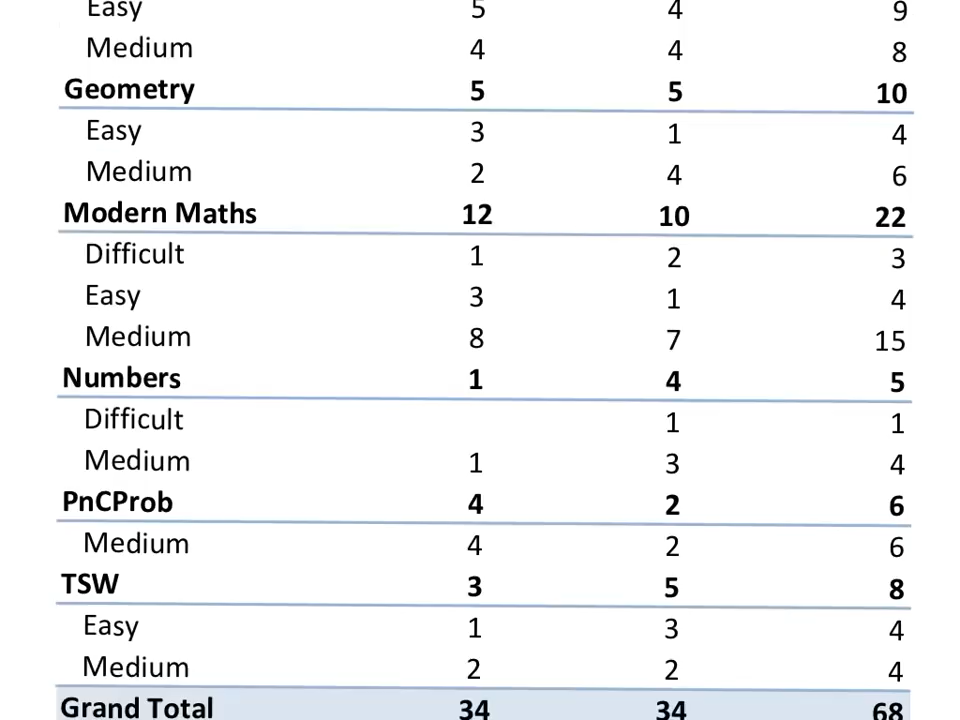 Easy 5 4 9
Medium 4 4 8
Geometry 5 5 10
Easy 3 1 4
Medium 2 4 6
Modern Maths 12 10 22
Difficult 1 2 3
Easy 3 1 4
Medium 8 7 15
Numbers 1 4 5
Difficult 1 1
Medium 1 3 4
PnCProb 4 2 6
Medium 4 2 6
TSW 3 5 8
Easy 1 3 4
Medium 2 2 4
Grand Total 34 34 68